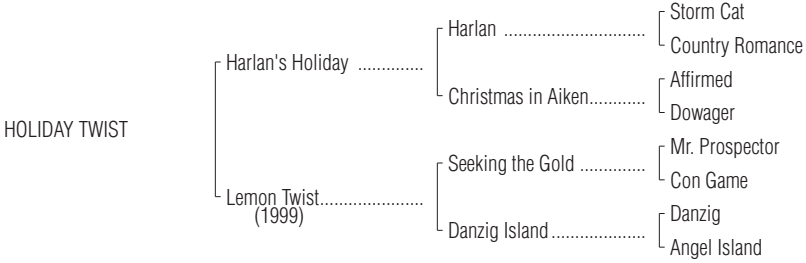 Storm Cat
Harlan ..............................
Country Romance
Harlan's Holiday ..............
Affirmed
Christmas in Aiken............
Dowager
HOLIDAY TWIST
Mr. Prospector
Seeking the Gold ..............
Con Game
Lemon Twist......................
(1999)
Danzig
Danzig Island ....................
Angel Island